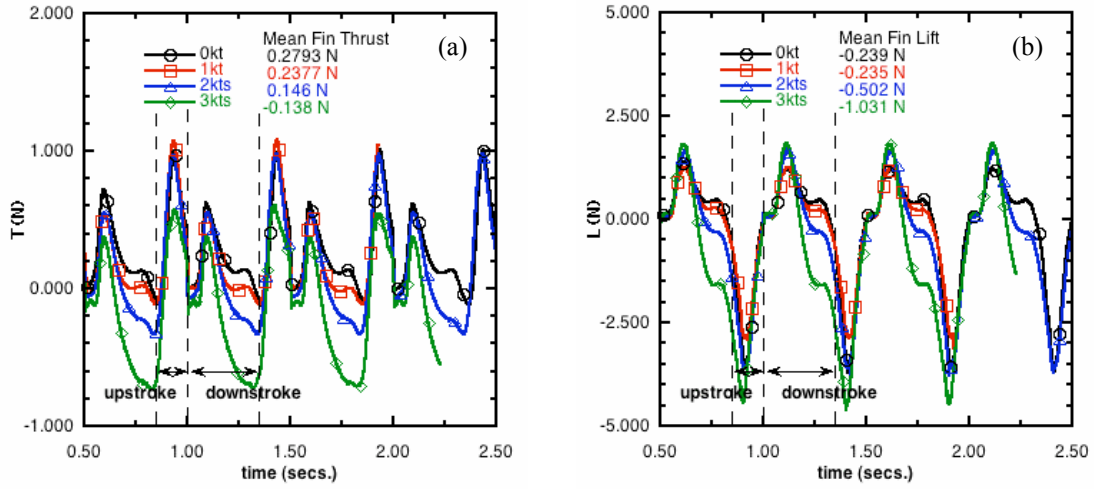 2.000
1.000
0.000
-1.000
T (N)
Mean Fin Thrust
(a)
0kt 0.2793 N
1kt 0.2377 N
2kts 0.146 N
3kts -0.138 N
upstroke
downstroke
0.50 1.00 1.50 2.00 2.50
time (secs.)
5.000
2.500
0.000
-2.500
-5.000
L (N)
Mean Fin Lift
(b)
0kt -0.239 N
1kt -0.235 N
2kts -0.502 N
3kts -1.031 N
upstroke
downstroke
0.50 1.00 1.50 2.00 2.50
time (secs.)